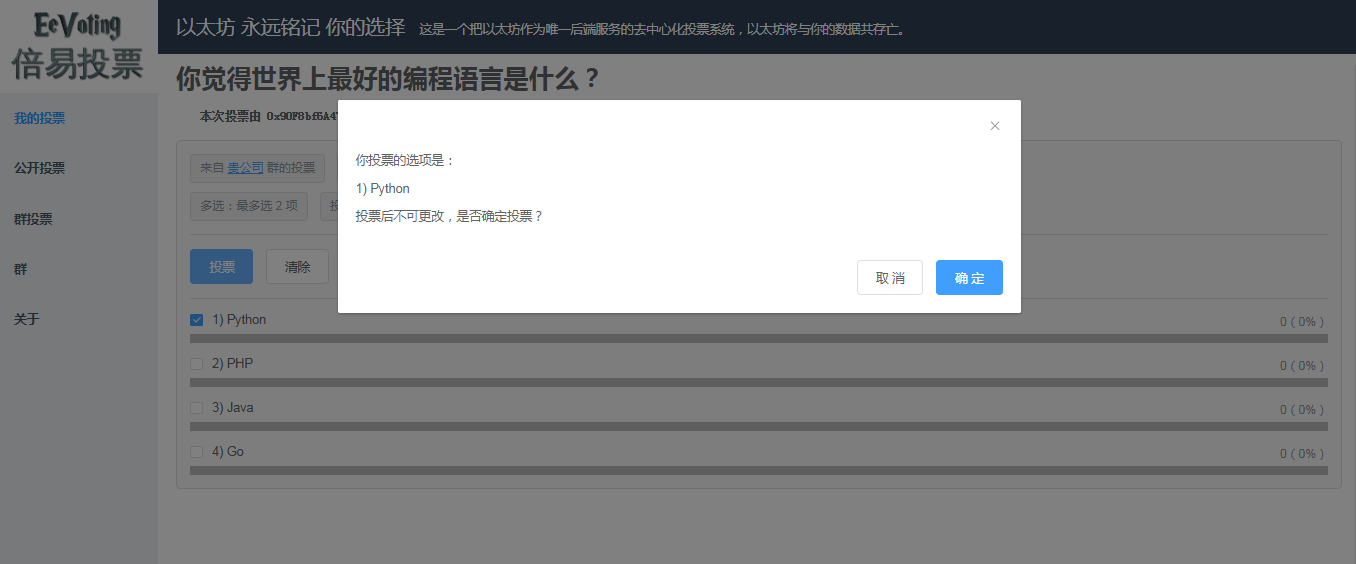 EeVoting
倍易投票
以太坊 永远铭记 你的选择 这是一个把以太坊作为唯一后端服务的去中心化投票系统，以太坊将与你的数据共存亡。
我的投票
公开投票
群投票
群
关于
你觉得世界上最好的编程语言是什么？
本次投票由
来自 贵公司 群的投票
多选：最多选 2 项
投票 清除
你投票的选项是：
1) Python
投票后不可更改，是否确定投票？
取 消 确 定
1) Python 0 ( 0% )
2) PHP 0 ( 0% )
3) Java 0 ( 0% )
4) Go 0 ( 0% )